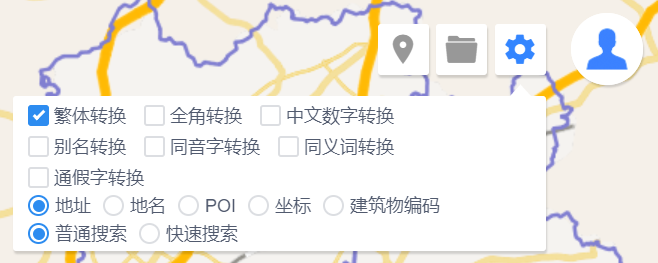 繁体转换 全角转换 中文数字转换
别名转换 同音字转换 同义词转换
通假字转换
地址 地名 POI 坐标 建筑物编码
普通搜索 快速搜索